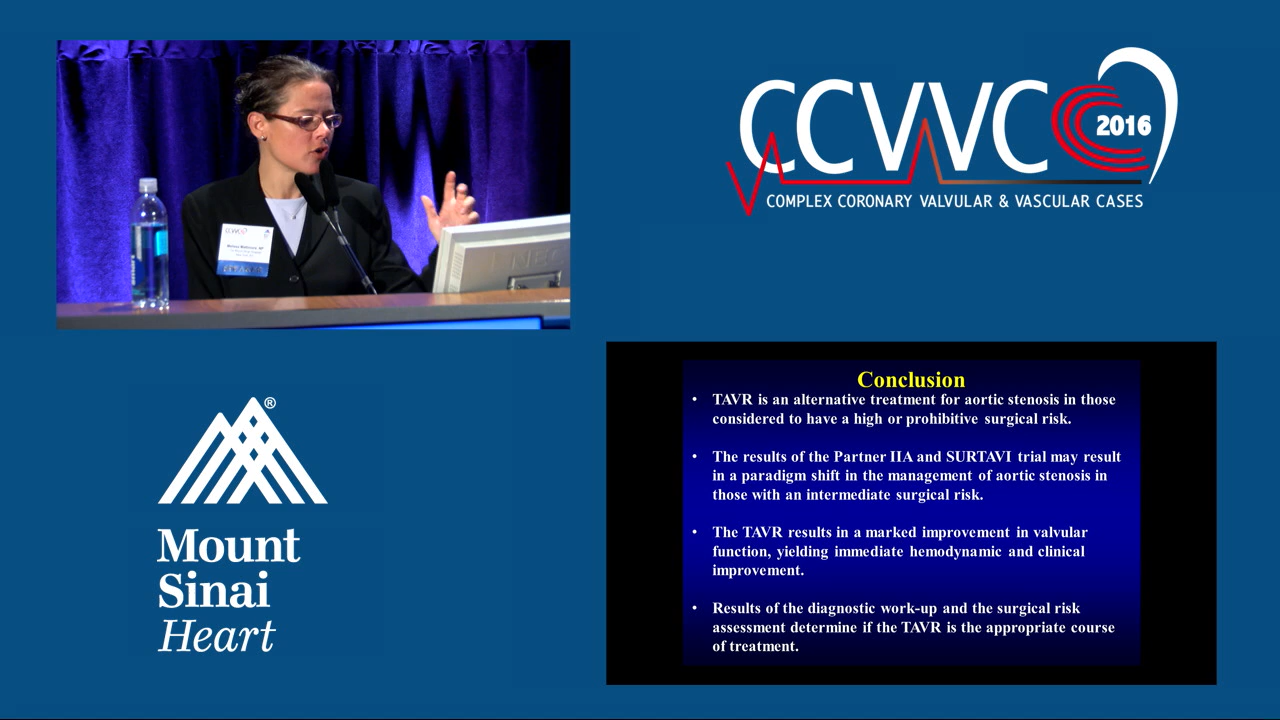 CCVVC
2016
COMPLEX CORONARY VALVULAR & VASCULAR CASES
Mount
Sinai
Heart
®
Conclusion
• TAVR is an alternative treatment for aortic stenosis in those
considered to have a high or prohibitive surgical risk.
• The results of the Partner IIA and SURTAVI trial may result
in a paradigm shift in the management of aortic stenosis in
those with an intermediate surgical risk.
• The TAVR results in a marked improvement in valvular
function, yielding immediate hemodynamic and clinical
improvement.
• Results of the diagnostic work-up and the surgical risk
assessment determine if the TAVR is the appropriate course
of treatment.